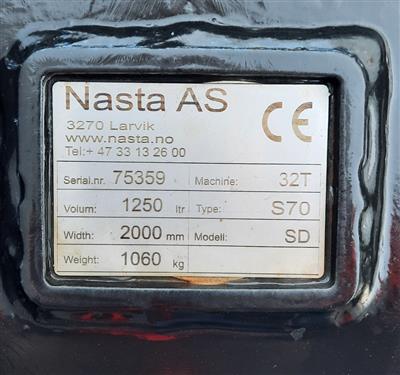 Nasta AS
3270 Larvik
www.nasta.no
Tel:+ 47 33 13 26 00
CE
Serial.nr. 75359 Machine: 32T
Volum: 1250 ltr Type: S70
Width: 2000 mm Modell: SD
Weight: 1060 kg